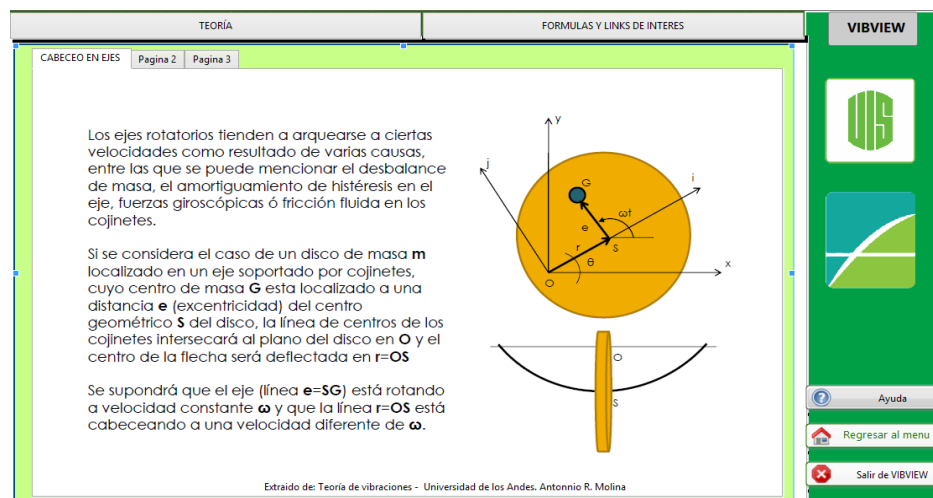 TEORÍA
FORMULAS Y LINKS DE INTERES
VIBVIEW
CABECEO EN EJES
Pagina 2
Pagina 3
Los ejes rotatorios tienden a arquearse a ciertas
velocidades como resultado de varias causas,
entre las que se puede mencionar el desbalance
de masa, el amortiguamiento de histéresis en el
eje, fuerzas giroscópicas ó fricción fluida en los
cojinetes.
Si se considera el caso de un disco de masa m
localizado en un eje soportado por cojinetes,
cuyo centro de masa G esta localizado a una
distancia e (excentricidad) del centro
geométrico S del disco, la línea de centros de los
cojinetes intersecará al plano del disco en O y el
centro de la flecha será deflectada en r=OS
Se supondrá que el eje (línea e=SG) está rotando
a velocidad constante ω y que la línea r=OS está
cabeceando a una velocidad diferente de ω.
y
j
i
G
ωt
e
r
S
θ
x
O
O
S
UIS
Ayuda
Regresar al menu
Salir de VIBVIEW
Extraido de: Teoría de vibraciones - Universidad de los Andes. Antonnio R. Molina